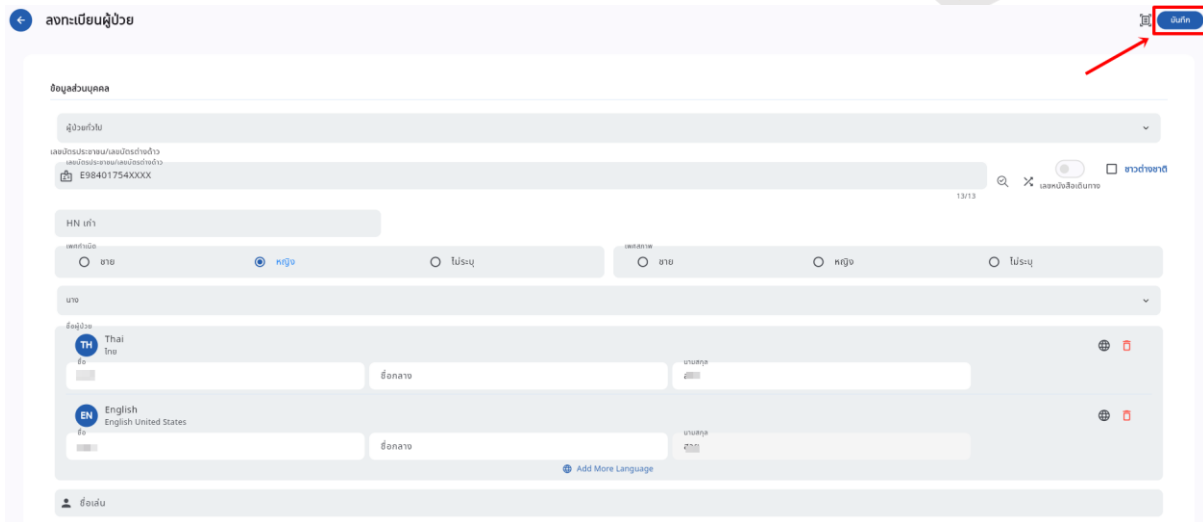 ลงทะเบียนผู้ป่วย
บันทึก
ข้อมูลส่วนบุคคล
ผู้ป่วยทั่วไป
เลขบัตรประชาชน/เลขบัตรต่างด้าว
เลขบัตรประชาชน/เลขบัตรต่างด้าว
E98401754XXXX
เลขหนังสือเดินทาง
ชาวต่างชาติ
13/13
HN เก่า
เพศกำเนิด
ชาย
หญิง
ไม่ระบุ
เพศสภาพ
ชาย
หญิง
ไม่ระบุ
นาง
ชื่อผู้ป่วย
TH
Thai
ไทย
ชื่อ
ชื่อกลาง
นามสกุล
EN
English
English United States
ชื่อ
ชื่อกลาง
นามสกุล
Add More Language
ชื่อเล่น